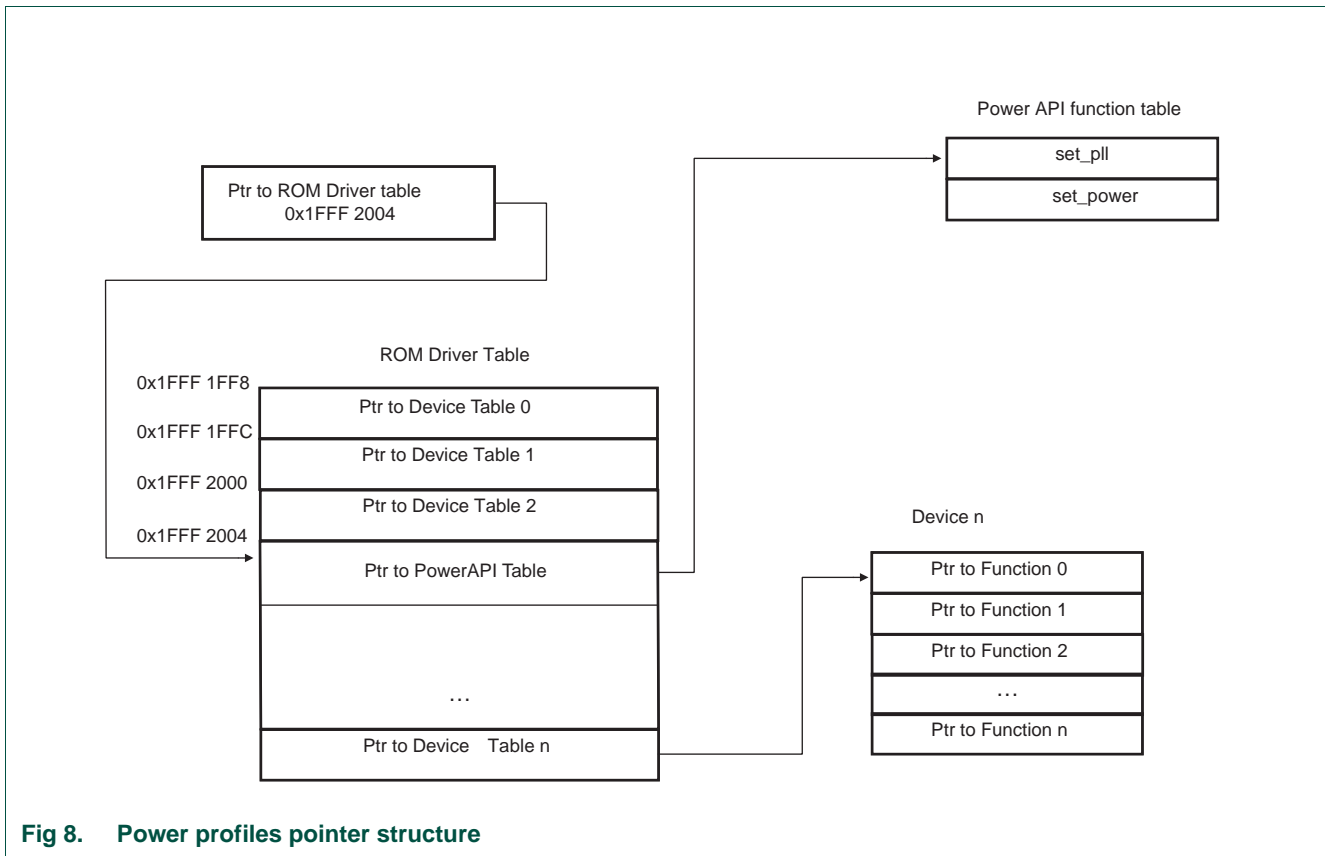 Power API function table
set_pll
set_power
Ptr to ROM Driver table
0x1FFF 2004
ROM Driver Table
0x1FFF 1FF8
Ptr to Device Table 0
0x1FFF 1FFC
Ptr to Device Table 1
0x1FFF 2000
Ptr to Device Table 2
0x1FFF 2004
Ptr to PowerAPI Table
...
Ptr to Device Table n
Device n
Ptr to Function 0
Ptr to Function 1
Ptr to Function 2
...
Ptr to Function n
Fig 8. Power profiles pointer structure